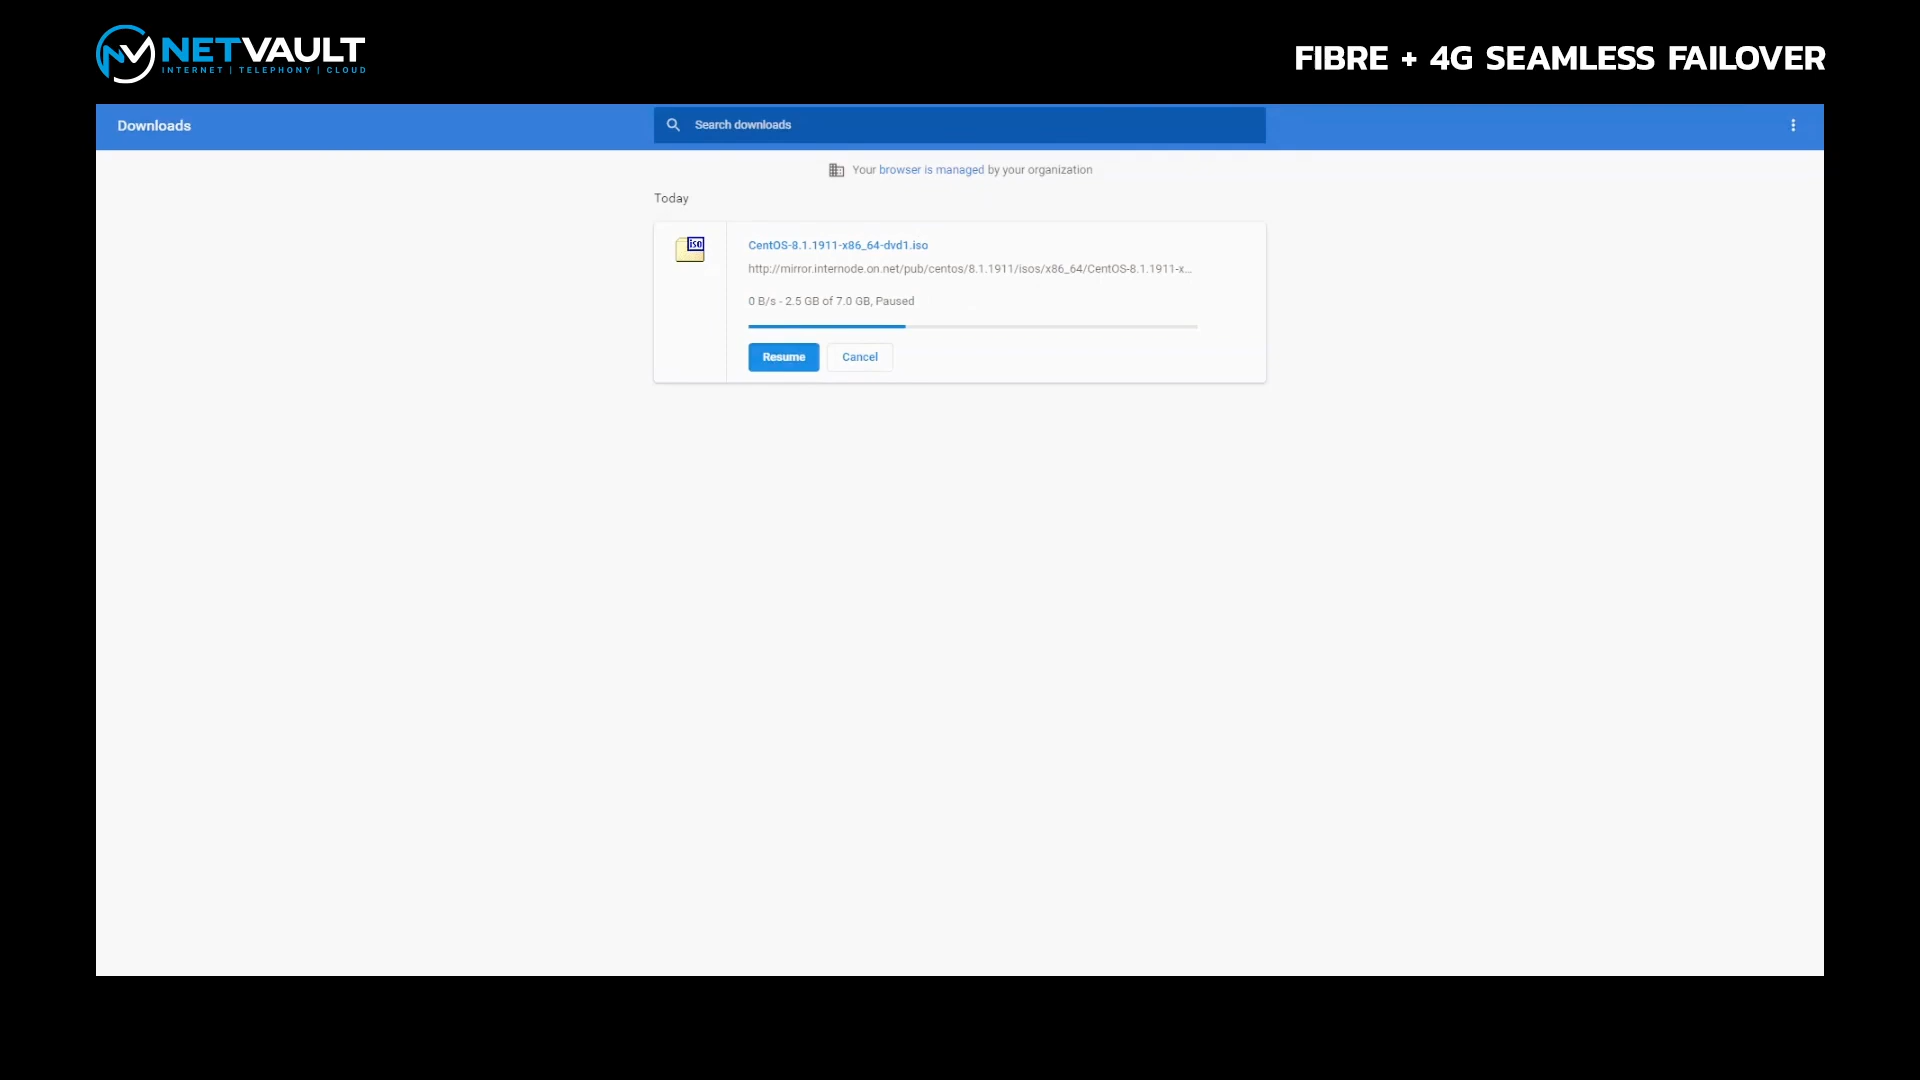 NETVAULT
INTERNET | TELEPHONY | CLOUD
FIBRE + 4G SEAMLESS FAILOVER
Downloads
Search downloads
Your browser is managed by your organization
Today
iso
CentOS-8.1.1911-x86_64-dvd1.iso
http://mirror.internode.on.net/pub/centos/8.1.1911/isos/x86_64/CentOS-8.1.1911-x...
0 B/s - 2.5 GB of 7.0 GB, Paused
Resume
Cancel